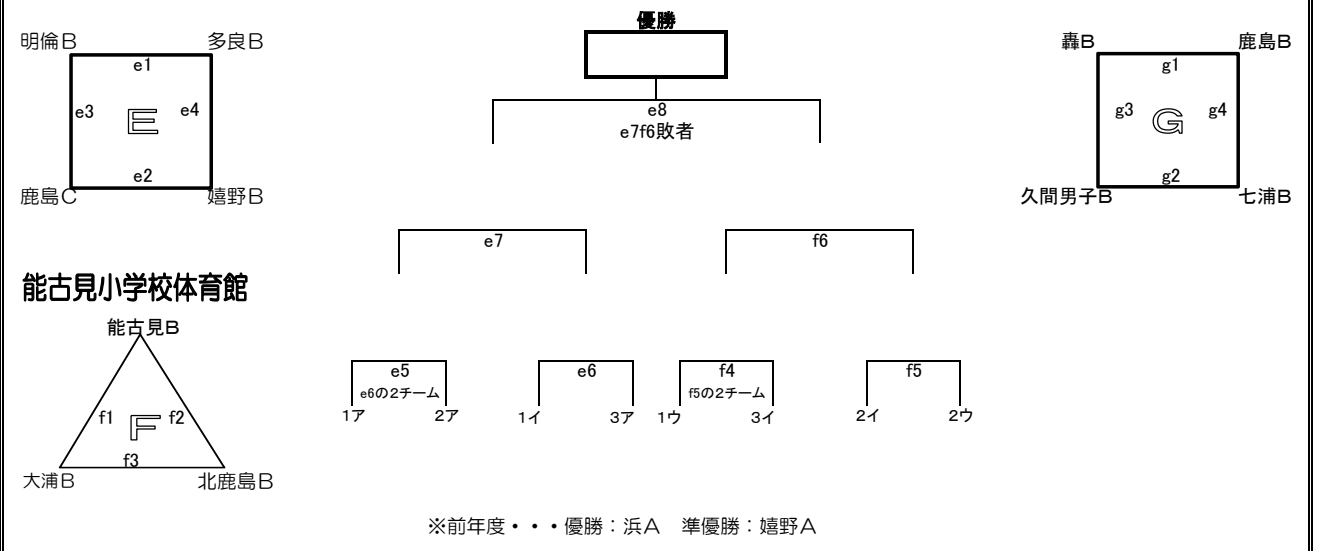 優勝
明倫B
多良B
e1
e3
E
e4
e2
鹿島C
嬉野B
e8
e7f6敗者
轟B
鹿島B
g1
g3
G
g4
g2
久間男子B
七浦B
e7
f6
能古見小学校体育館
能古見B
f1
F
f2
f3
大浦B
北鹿島B
e5
e6の2チーム
1ア
2ア
e6
1イ
3ア
f4
f5の2チーム
1ウ
3イ
f5
2イ
2ウ
※前年度・・・優勝：浜A　準優勝：嬉野A